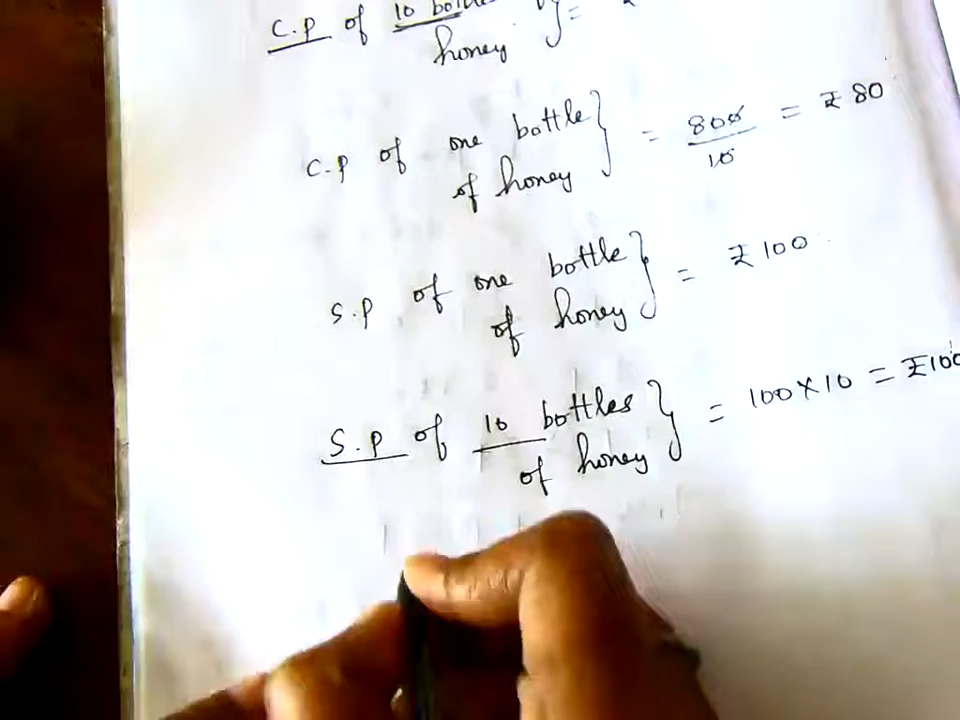 C.P of 10 bottles } =
honey
C.P of one bottle } = 800/10 = ₹ 80
of honey
S.P of one bottle } = ₹ 100
of honey
S.P of 10 bottles } = 100 X 10 = ₹100
of honey